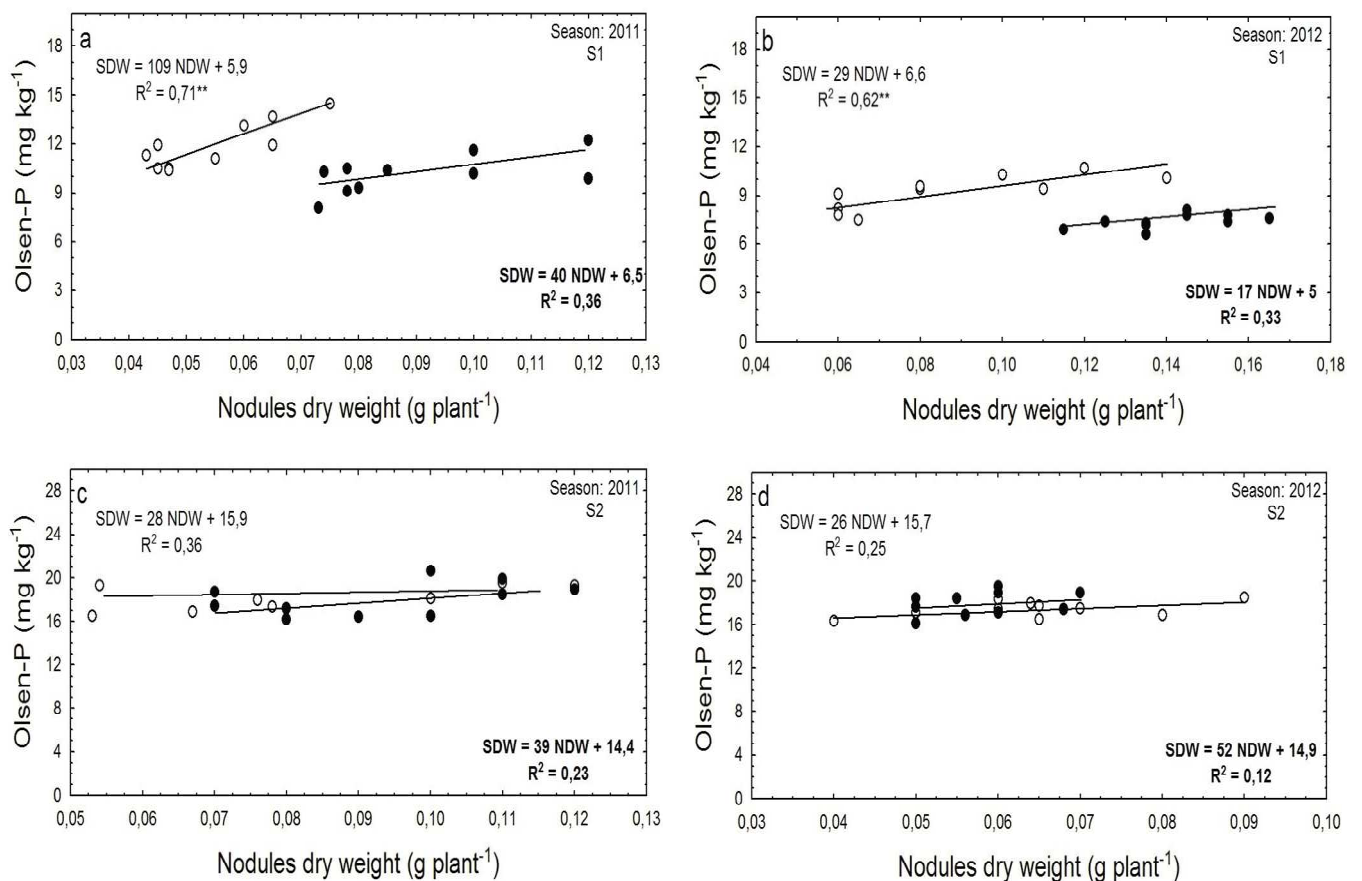 a
Season: 2011
S1
SDW = 109 NDW + 5,9
R² = 0,71**
SDW = 40 NDW + 6,5
R² = 0,36
Olsen-P (mg kg⁻¹)
18
15
12
9
6
3
0
0,03 0,04 0,05 0,06 0,07 0,08 0,09 0,10 0,11 0,12 0,13
Nodules dry weight (g plant⁻¹)
b
Season: 2012
S1
SDW = 29 NDW + 6,6
R² = 0,62**
SDW = 17 NDW + 5
R² = 0,33
Olsen-P (mg kg⁻¹)
18
15
12
9
6
3
0
0,04 0,06 0,08 0,10 0,12 0,14 0,16 0,18
Nodules dry weight (g plant⁻¹)
c
Season: 2011
S2
SDW = 28 NDW + 15,9
R² = 0,36
SDW = 39 NDW + 14,4
R² = 0,23
Olsen-P (mg kg⁻¹)
28
24
20
16
12
8
4
0
0,05 0,06 0,07 0,08 0,09 0,10 0,11 0,12 0,13
Nodules dry weight (g plant⁻¹)
d
Season: 2012
S2
SDW = 26 NDW + 15,7
R² = 0,25
SDW = 52 NDW + 14,9
R² = 0,12
Olsen-P (mg kg⁻¹)
28
24
20
16
12
8
4
0
0,03 0,04 0,05 0,06 0,07 0,08 0,09 0,10
Nodules dry weight (g plant⁻¹)